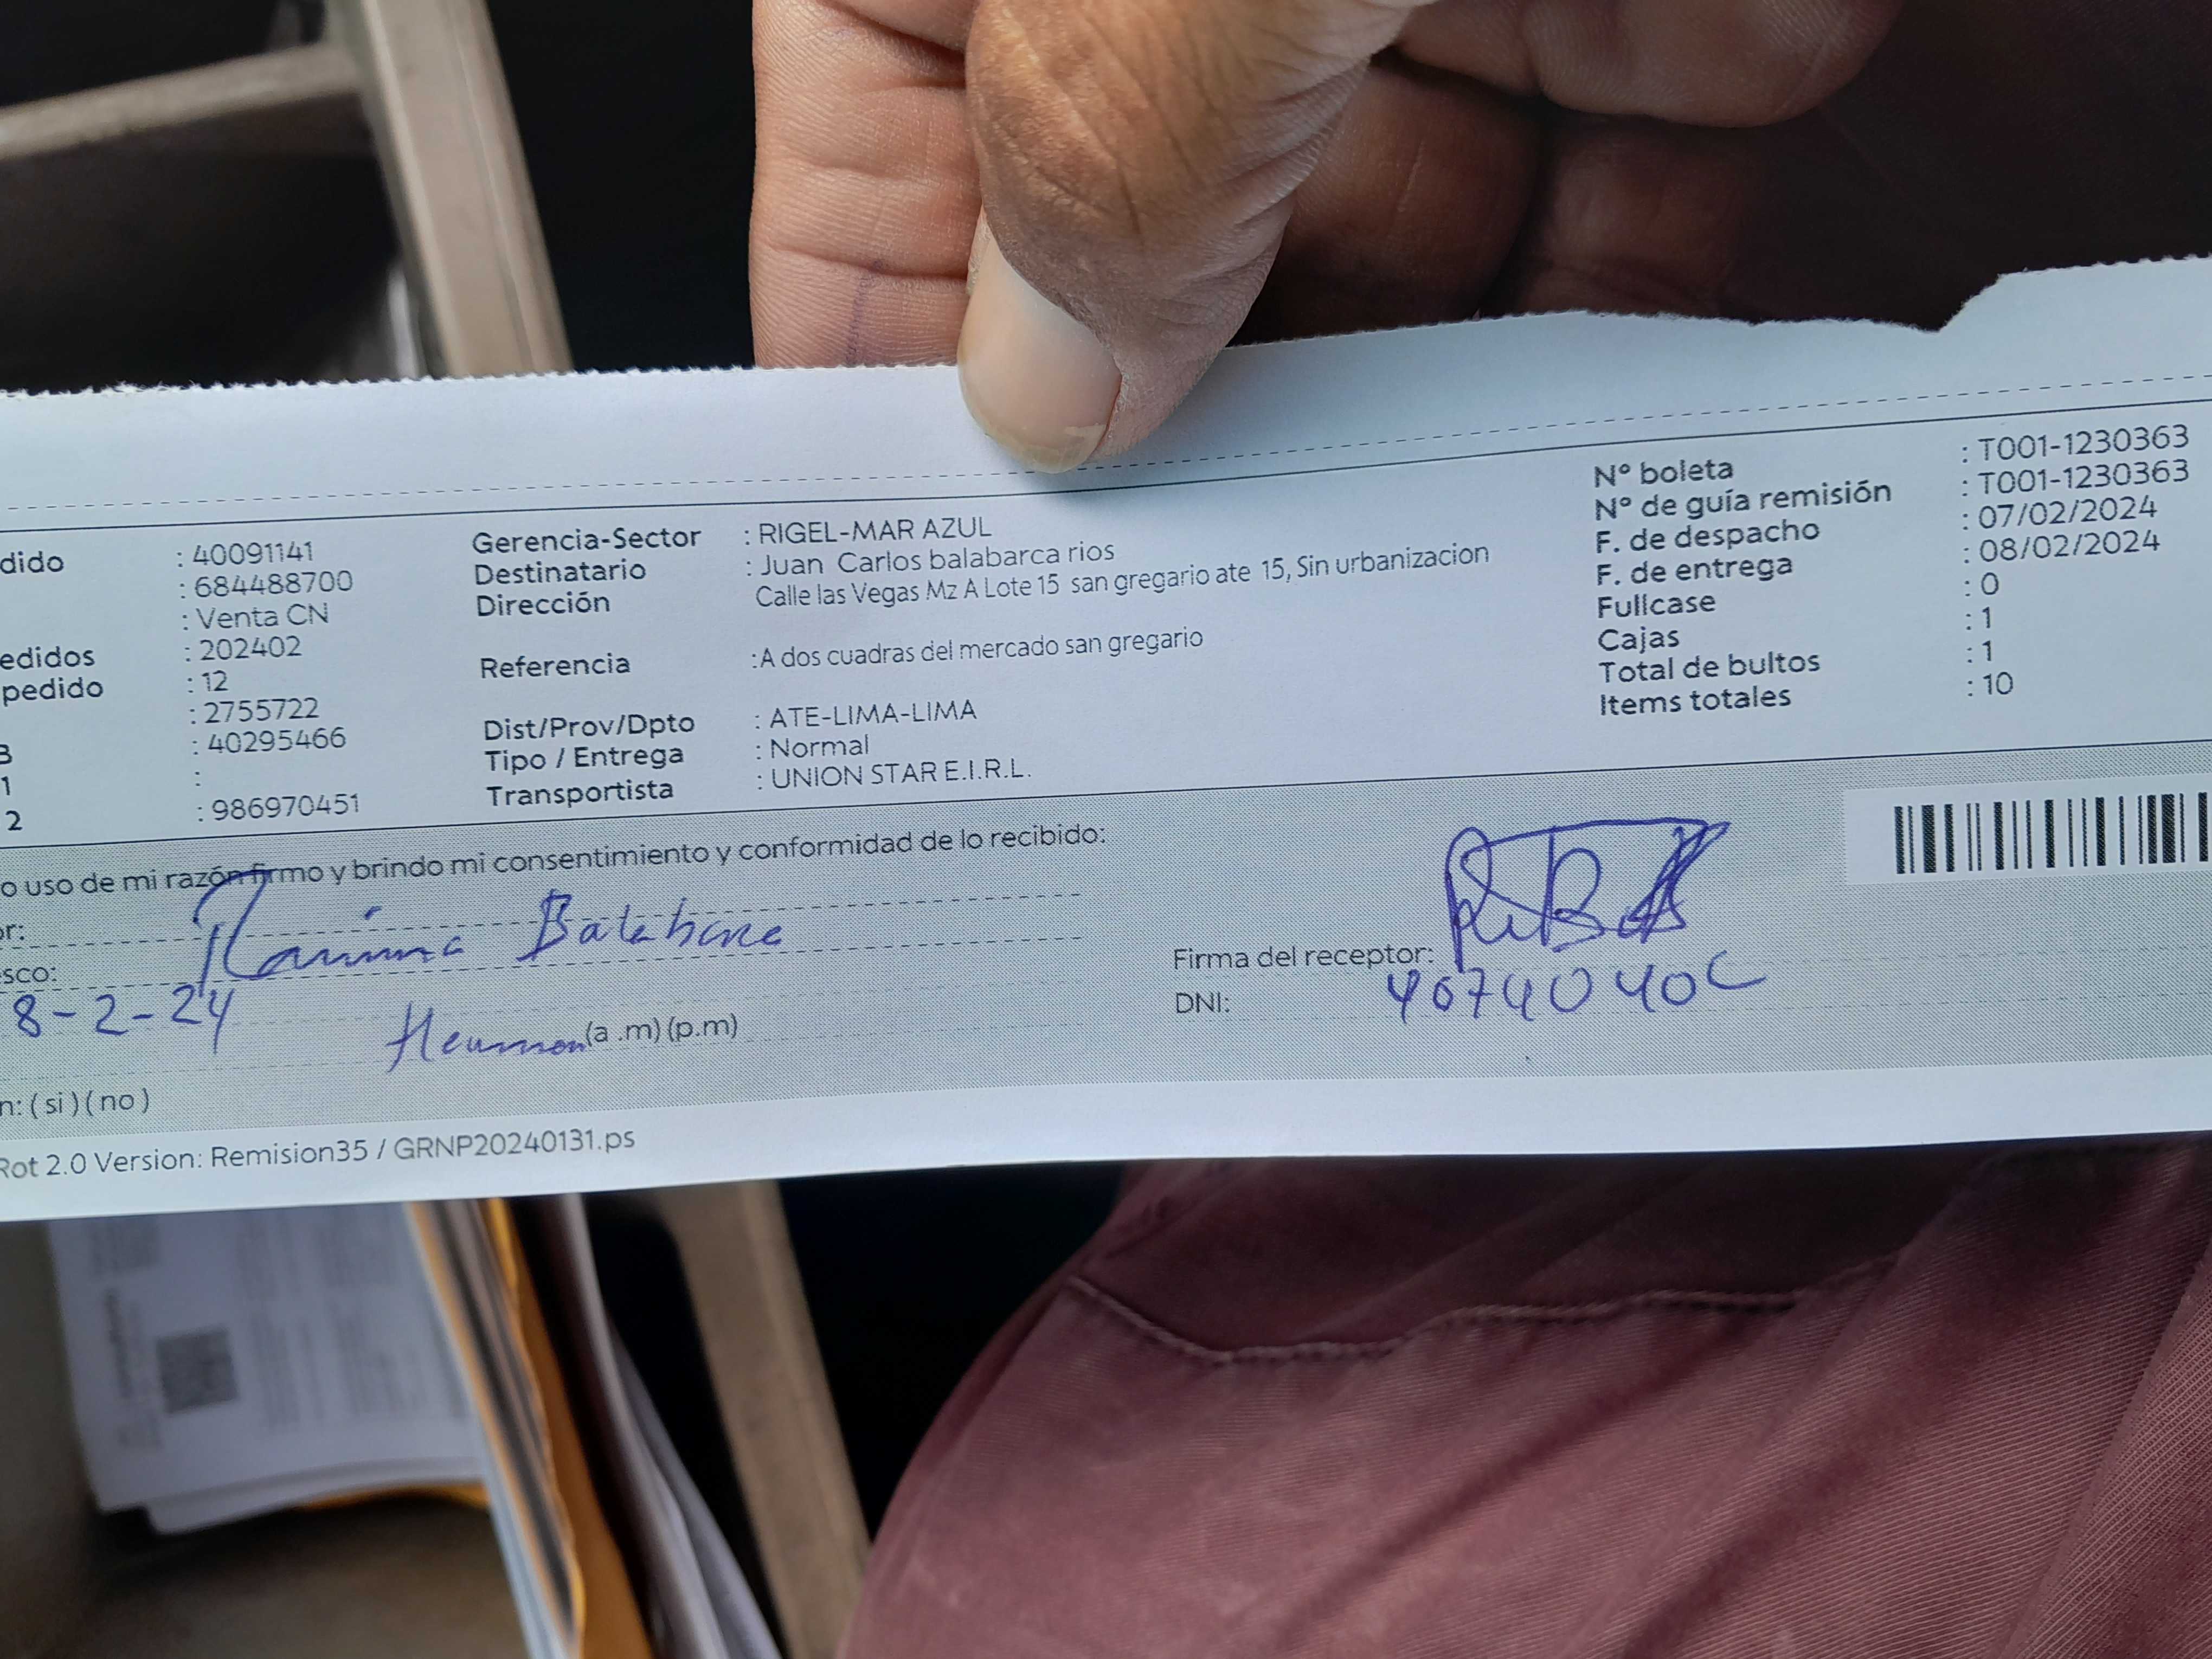 dido : 40091141
: 684488700
: Venta CN
edidos : 202402
pedido : 12
: 2755722
3 : 40295466
1 :
2 : 986970451
Gerencia-Sector : RIGEL-MAR AZUL
Destinatario : Juan Carlos balabarca rios
Dirección Calle las Vegas Mz A Lote 15 san gregario ate 15, Sin urbanizacion
Referencia :A dos cuadras del mercado san gregario
Dist/Prov/Dpto : ATE-LIMA-LIMA
Tipo / Entrega : Normal
Transportista : UNION STAR E.I.R.L.
N° boleta : T001-1230363
N° de guía remisión : T001-1230363
F. de despacho : 07/02/2024
F. de entrega : 08/02/2024
Fullcase : 0
Cajas : 1
Total de bultos : 1
Items totales : 10
o uso de mi razón firmo y brindo mi consentimiento y conformidad de lo recibido:
or:
esco:
8-2-24
(a .m) (p.m)
Firma del receptor:
DNI:
n: ( si ) ( no )
Rot 2.0 Version: Remision35 / GRNP20240131.ps